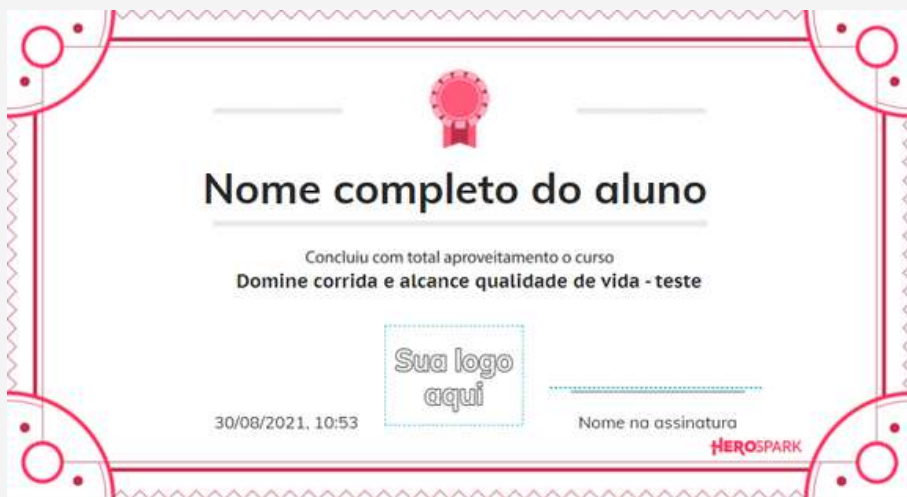 Nome completo do aluno
Concluiu com total aproveitamento o curso
Domine corrida e alcance qualidade de vida - teste
Sua logo
aqui
30/08/2021, 10:53
Nome na assinatura
HEROSPARK